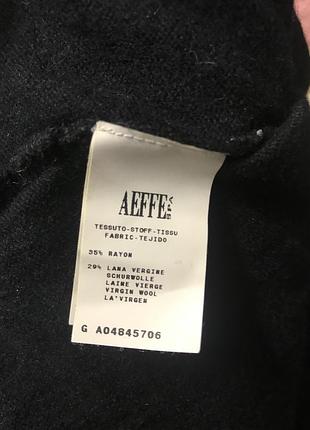 AEFFE SPA
TESSUTO-STOFF-TISSU
FABRIC-TEJIDO
35% RAYON
29% LANA VERGINE
SCHURWOLLE
LAINE VIERGE
VIRGIN WOOL
LA'VIRGEN
G A04845706